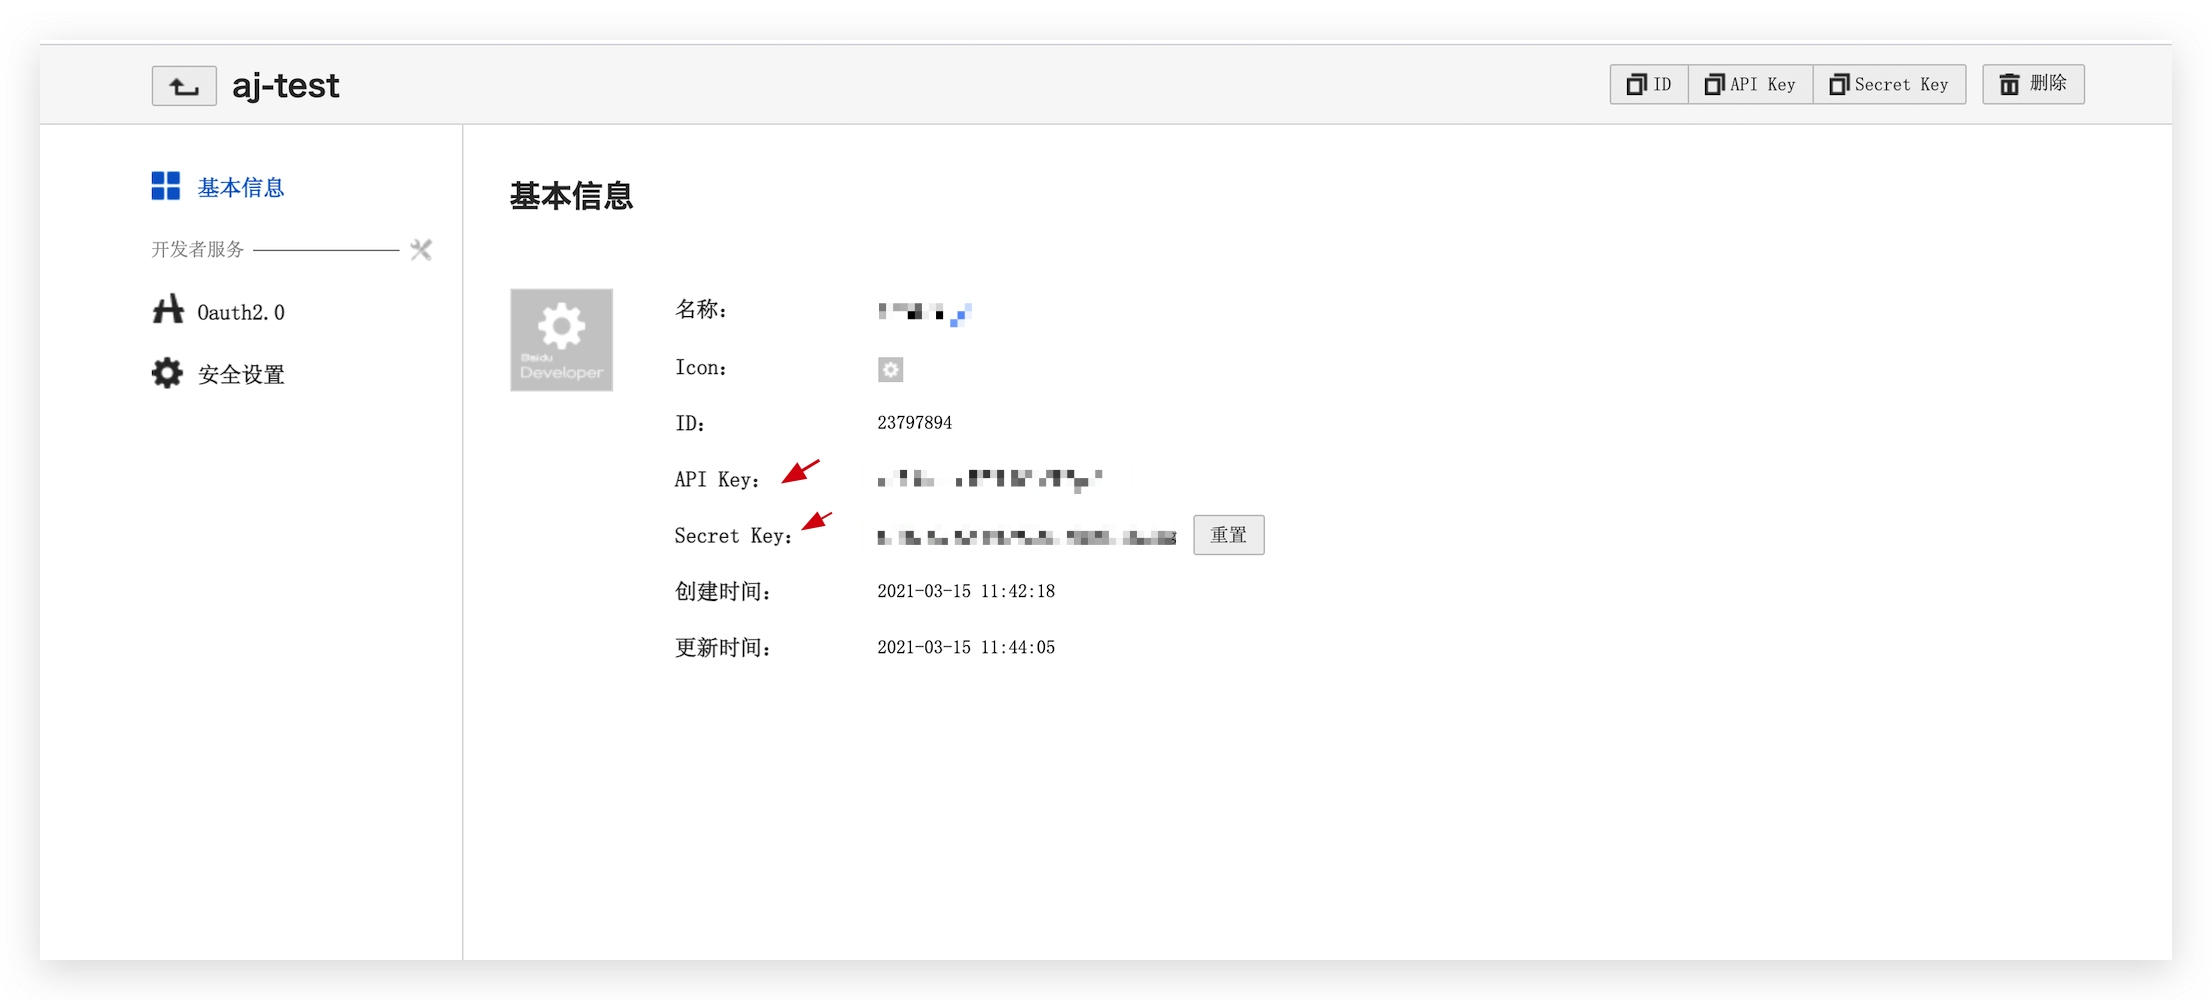 aj-test
ID
API Key
Secret Key
删除
基本信息
开发者服务
Oauth2.0
安全设置
基本信息
Baidu
Developer
名称：
Icon：
ID： 23797894
API Key：
Secret Key： 重置
创建时间： 2021-03-15 11:42:18
更新时间： 2021-03-15 11:44:05